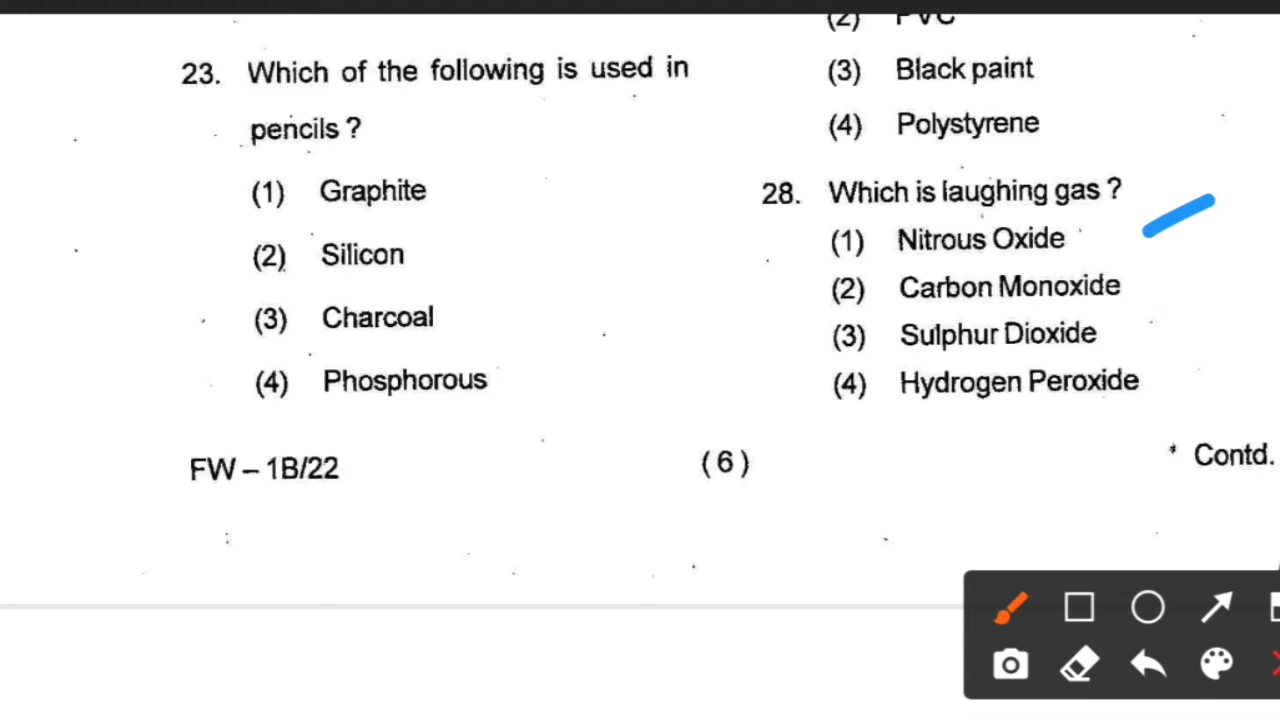 23. Which of the following is used in
pencils ?
(1) Graphite
(2) Silicon
(3) Charcoal
(4) Phosphorous
FW – 1B/22
(2) PVC
(3) Black paint
(4) Polystyrene
28. Which is laughing gas ?
(1) Nitrous Oxide
(2) Carbon Monoxide
(3) Sulphur Dioxide
(4) Hydrogen Peroxide
(6)
* Contd.